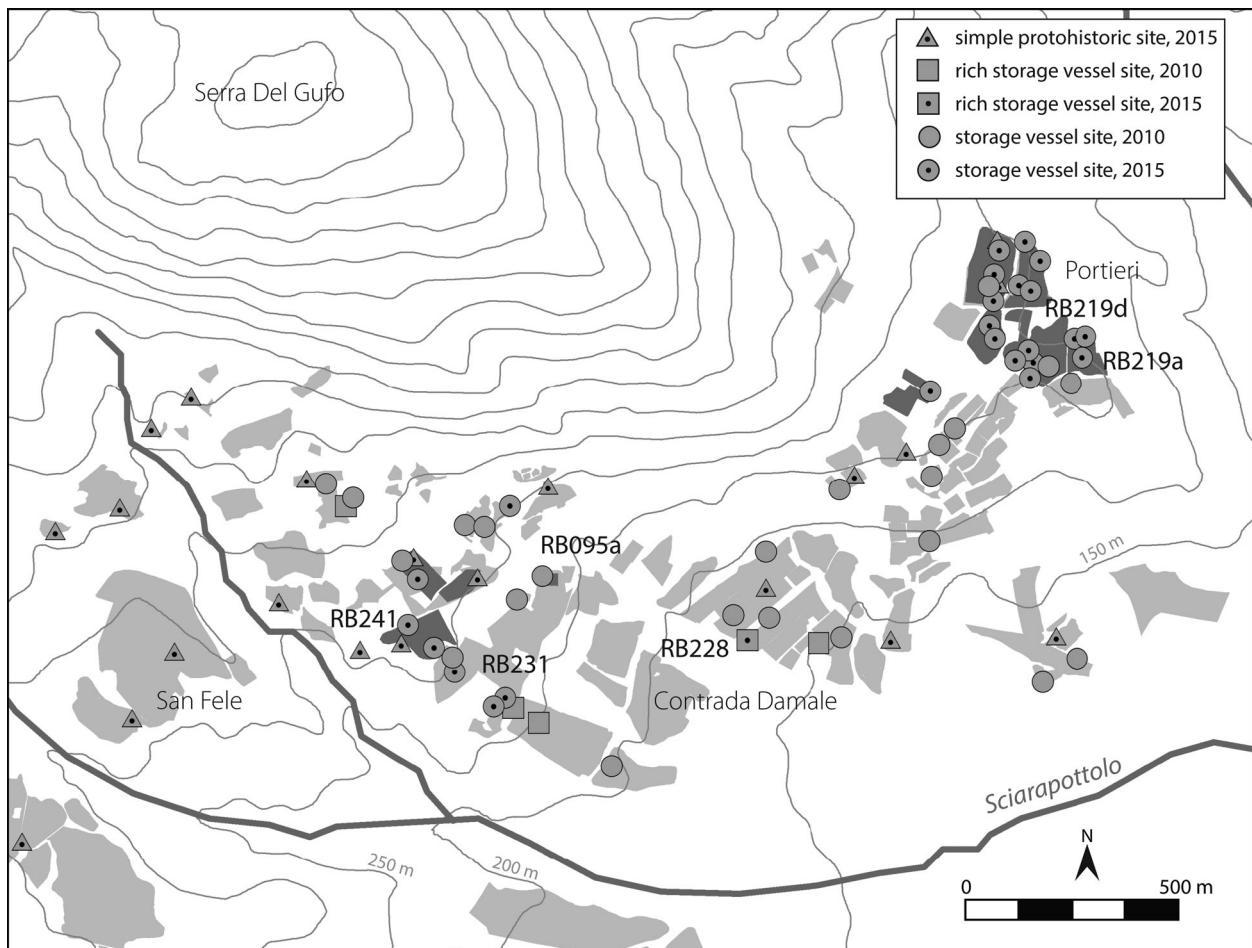 simple protohistoric site, 2015
Serra Del Gufo
rich storage vessel site, 2010
rich storage vessel site, 2015
storage vessel site, 2010
storage vessel site, 2015
Portieri
RB219d
RB219a
RB095a
150 m
RB241
RB228
RB231
San Fele
Contrada Damale
Sciarapottolo
N
250 m
200 m
0
500 m